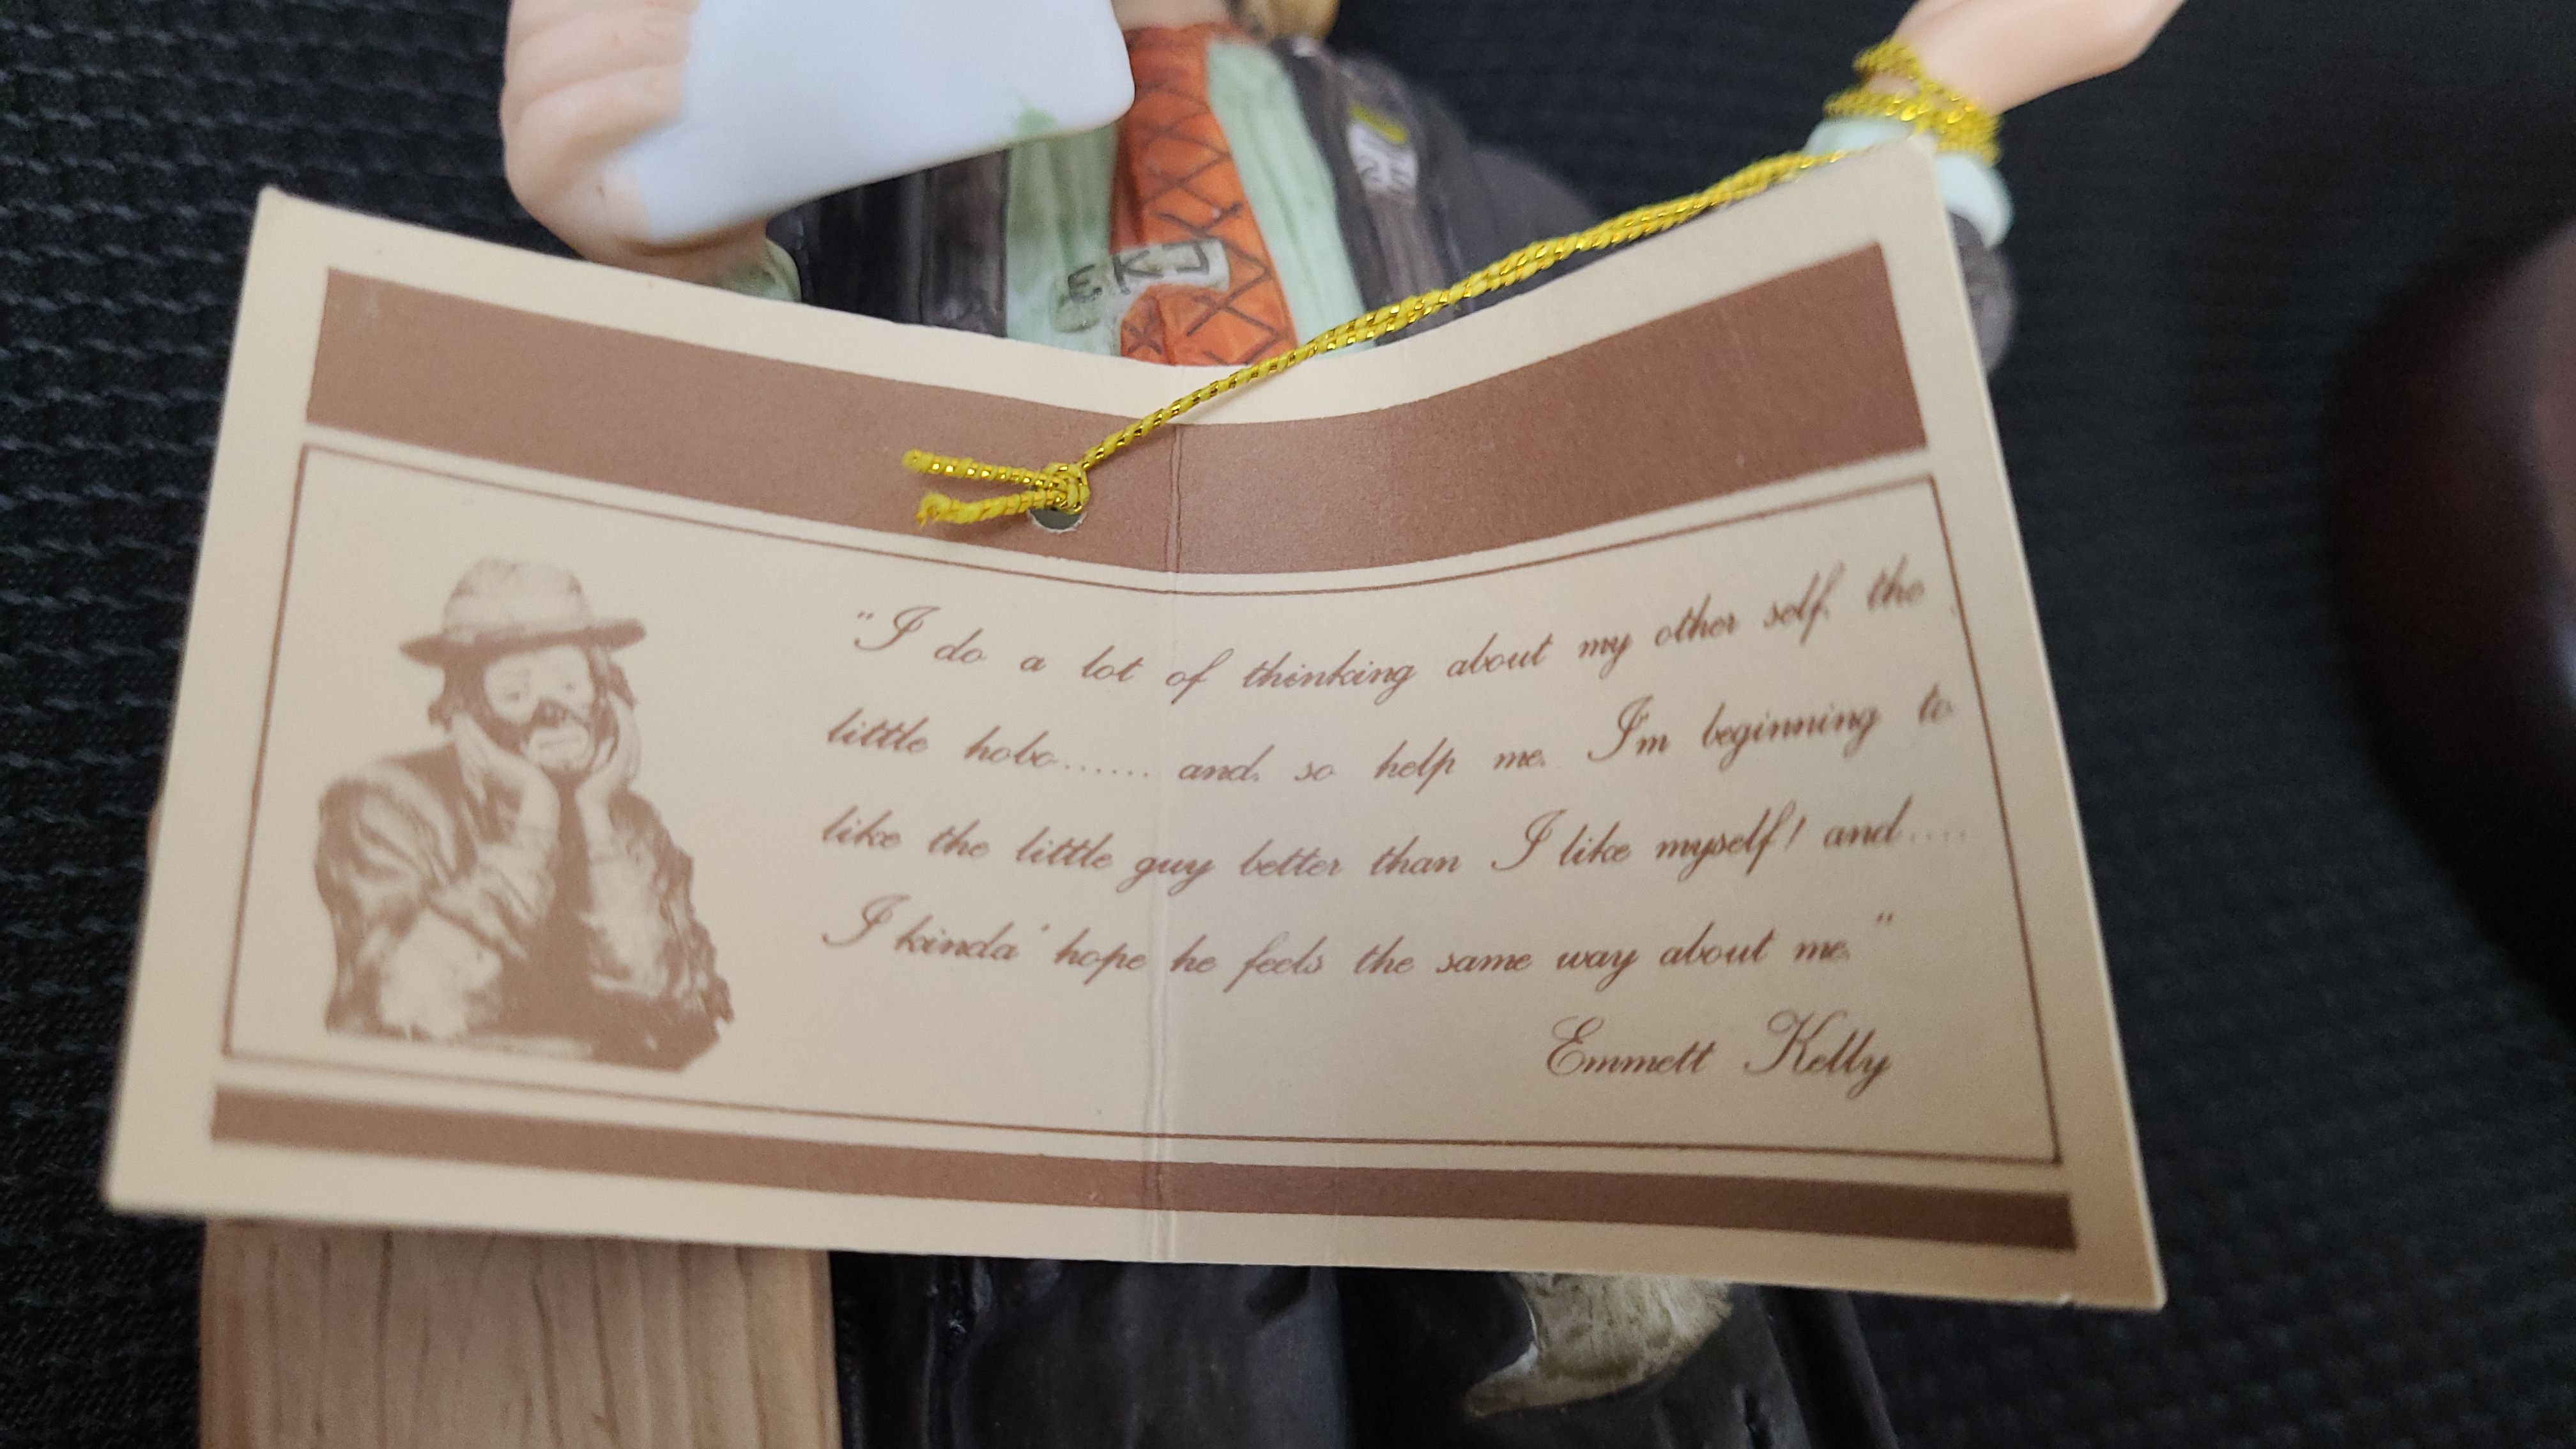 EKJ
"I do a lot of thinking about my other self, the
little hobo...... and, so help me, I'm beginning to
like the little guy better than I like myself! and....
I kinda' hope he feels the same way about me."
Emmett Kelly